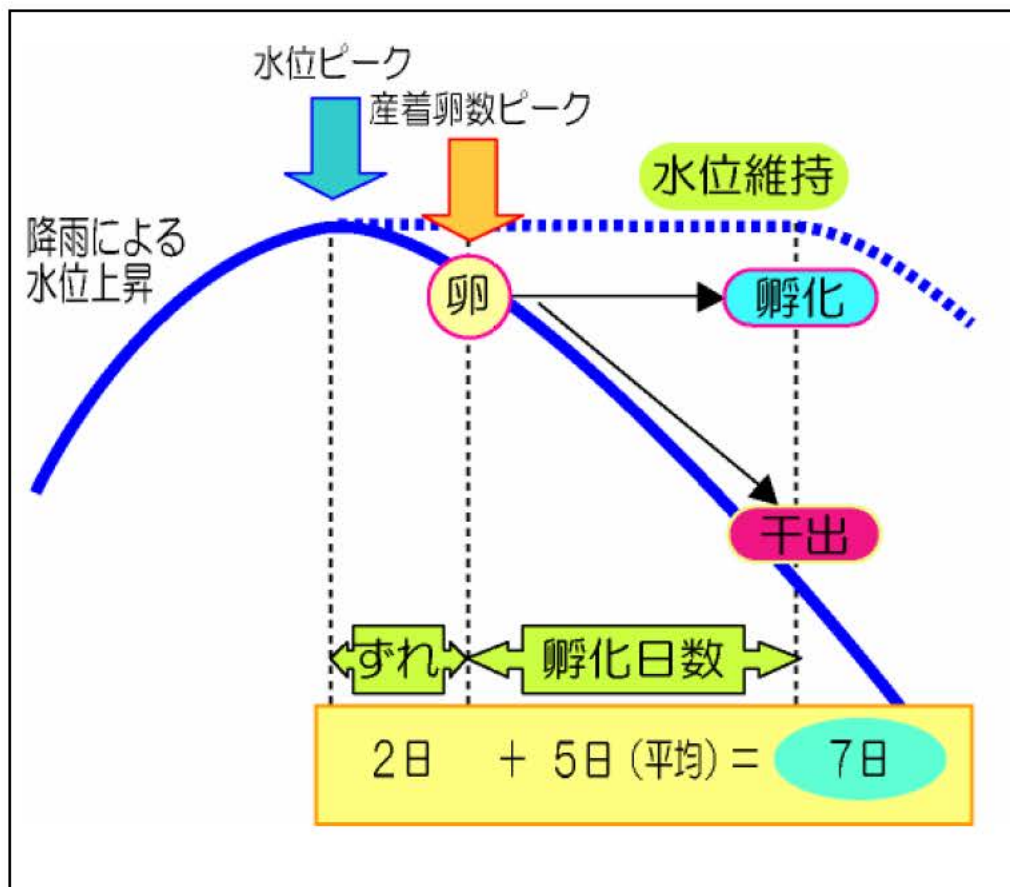 水位ピーク
産着卵数ピーク
水位維持
降雨による
水位上昇
卵
孵化
干出
ずれ
孵化日数
2日 + 5日（平均）＝ 7日